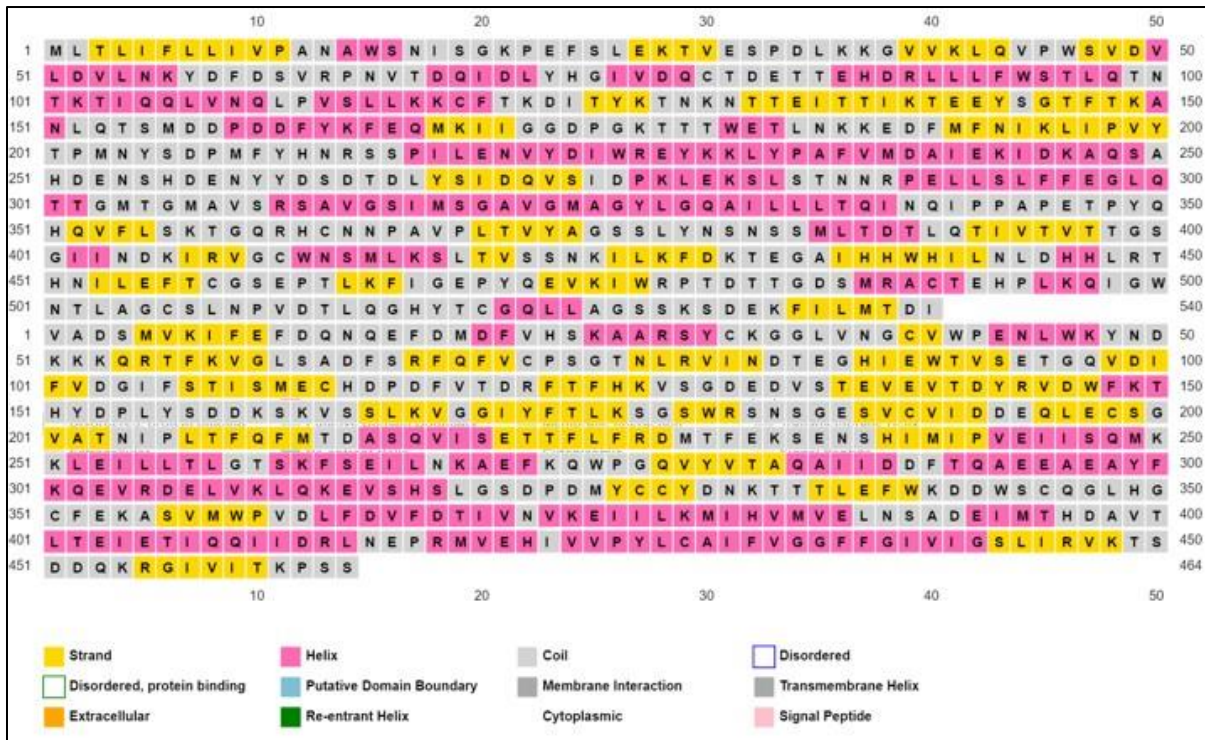 10 20 30 40 50
1 M L T L I F L L I V P A N A W S N I S G K P E F S L E K T V E S P D L K K G V V K L Q V P W S V D V 50
51 L D V L N K Y D F D S V R P N V T D Q I D L Y H G I V D Q C T D E T T E H D R L L L F W S T L Q T N 100
101 T K T I Q Q L V N Q L P V S L L K K C F T K D I T Y K T N K N T T E I T T I K T E E Y S G T F T K A 150
151 N L Q T S M D D P D D F Y K F E Q M K I I G G D P G K T T T W E T L N K K E D F M F N I K L I P V Y 200
201 T P M N Y S D P M F Y H N R S S P I L E N V Y D I W R E Y K K L Y P A F V M D A I E K I D K A Q S A 250
251 H D E N S H D E N Y Y D S D T D L Y S I D Q V S I D P K L E K S L S T N N R P E L L S L F F E G L Q 300
301 T T G M T G M A V S R S A V G S I M S G A V G M A G Y L G Q A I L L L T Q I N Q I P P A P E T P Y Q 350
351 H Q V F L S K T G Q R H C N N P A V P L T V Y A G S S L Y N S N S S M L T D T L Q T I V T V T T G S 400
401 G I I N D K I R V G C W N S M L K S L T V S S N K I L K F D K T E G A I H H W H I L N L D H H L R T 450
451 H N I L E F T C G S E P T L K F I G E P Y Q E V K I W R P T D T T G D S M R A C T E H P L K Q I G W 500
501 N T L A G C S L N P V D T L Q G H Y T C G Q L L A G S S K S D E K F I L M T D I 540
1 V A D S M V K I F E F D Q N Q E F D M D F V H S K A A R S Y C K G G L V N G C V W P E N L W K Y N D 50
51 K K K Q R T F K V G L S A D F S R F Q F V C P S G T N L R V I N D T E G H I E W T V S E T G Q V D I 100
101 F V D G I F S T I S M E C H D P D F V T D R F T F H K V S G D E D V S T E V E V T D Y R V D W F K T 150
151 H Y D P L Y S D D K S K V S S L K V G G I Y F T L K S G S W R S N S G E S V C V I D D E Q L E C S G 200
201 V A T N I P L T F Q F M T D A S Q V I S E T T F L F R D M T F E K S E N S H I M I P V E I I S Q M K 250
251 K L E I L L T L G T S K F S E I L N K A E F K Q W P G Q V Y V T A Q A I I D D F T Q A E E A E A Y F 300
301 K Q E V R D E L V K L Q K E V S H S L G S D P D M Y C C Y D N K T T T L E F W K D D W S C Q G L H G 350
351 C F E K A S V M W P V D L F D V F D T I V N V K E I I L K M I H V M V E L N S A D E I M T H D A V T 400
401 L T E I E T I Q Q I I D R L N E P R M V E H I V V P Y L C A I F V G G F F G I V I G S L I R V K T S 450
451 D D Q K R G I V I T K P S S 464
10 20 30 40 50
Strand Helix Coil Disordered
Disordered, protein binding Putative Domain Boundary Membrane Interaction Transmembrane Helix
Extracellular Re-entrant Helix Cytoplasmic Signal Peptide